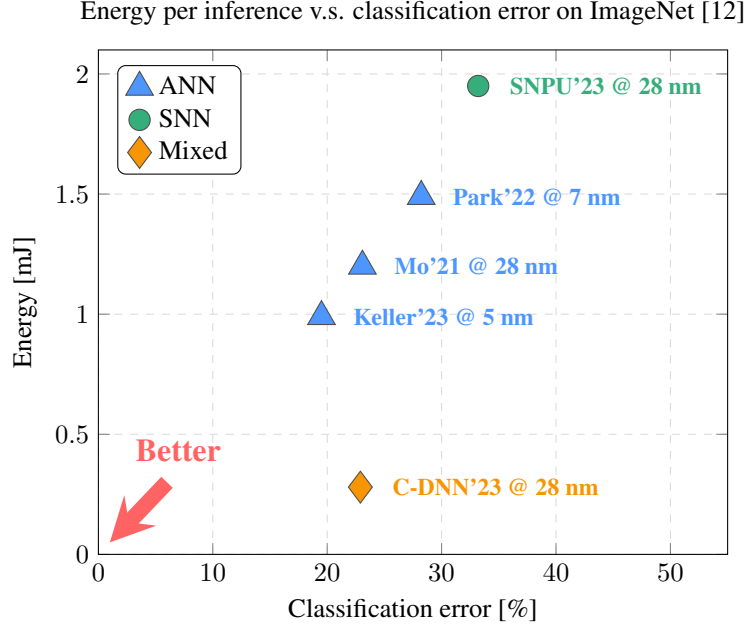 Energy per inference v.s. classification error on ImageNet [12]
2
1.5
1
0.5
0
Energy [mJ]
ANN
SNN
Mixed
SNPU’23 @ 28 nm
Park’22 @ 7 nm
Mo’21 @ 28 nm
Keller’23 @ 5 nm
Better
C-DNN’23 @ 28 nm
0 10 20 30 40 50
Classification error [%]